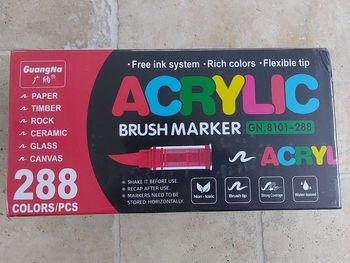 GuangNa
广纳®
•Free ink system •Rich colors •Flexible tip
ACRYLIC
BRUSH MARKER GN.8101-288
PAPER
TIMBER
ROCK
CERAMIC
GLASS
CANVAS
ACRYL
288
COLORS/PCS
• SHAKE IT BEFORE USE.
• RECAP AFTER USE.
• MARKERS NEED TO BE
STORED HORIZONTALLY.
Non-toxic
Brush tip
Strong Coverage
Water-based